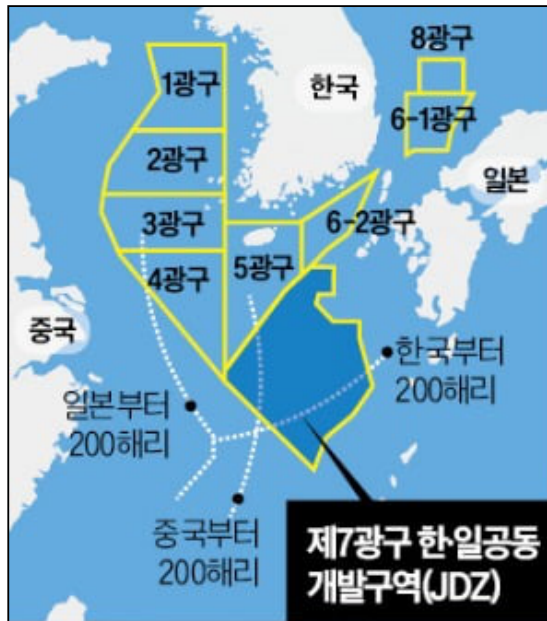 8광구
1광구
한국
6-1광구
2광구
일본
3광구
6-2광구
4광구
5광구
중국
한국부터
200해리
일본부터
200해리
중국부터
200해리
제7광구 한·일공동
개발구역(JDZ)